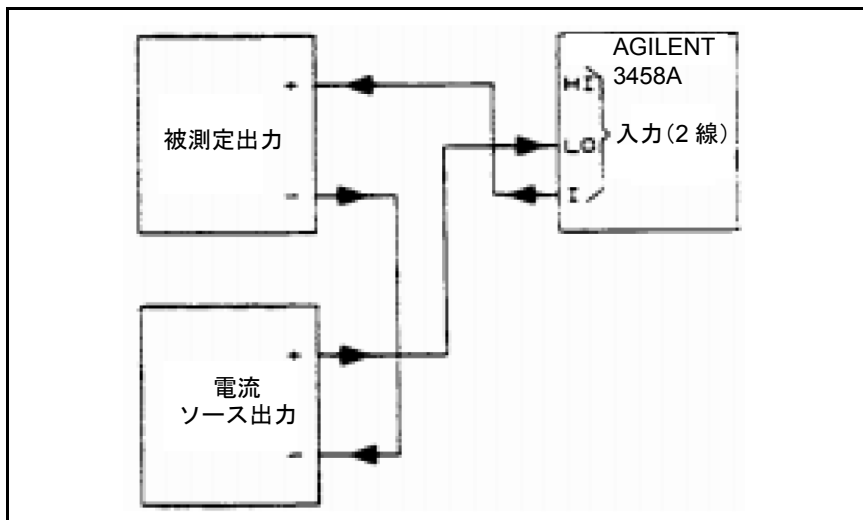 AGILENT
3458A
HI
+
被測定出力
LO
入力（2 線）
-
I
+
電流
ソース出力
-